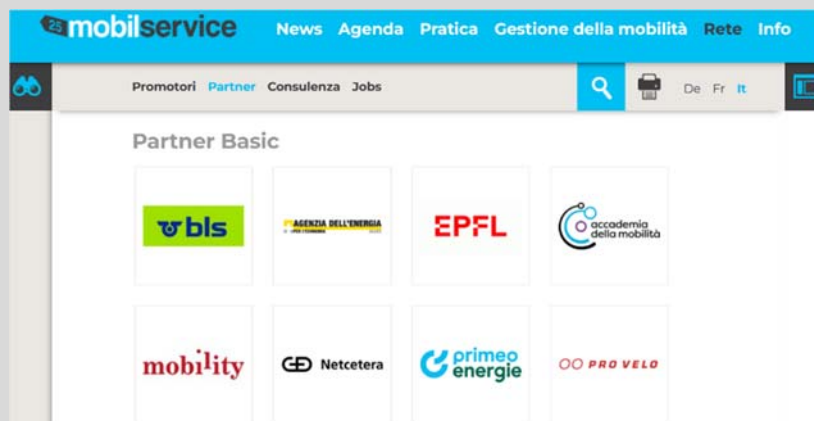 25 mobilservice
News Agenda Pratica Gestione della mobilità Rete Info
Promotori Partner Consulenza Jobs
De Fr It
Partner Basic
bls
AGENZIA DELL'ENERGIA
EPFL
accademia
della mobilità
mobility
Netcetera
primeo
energie
PRO VELO